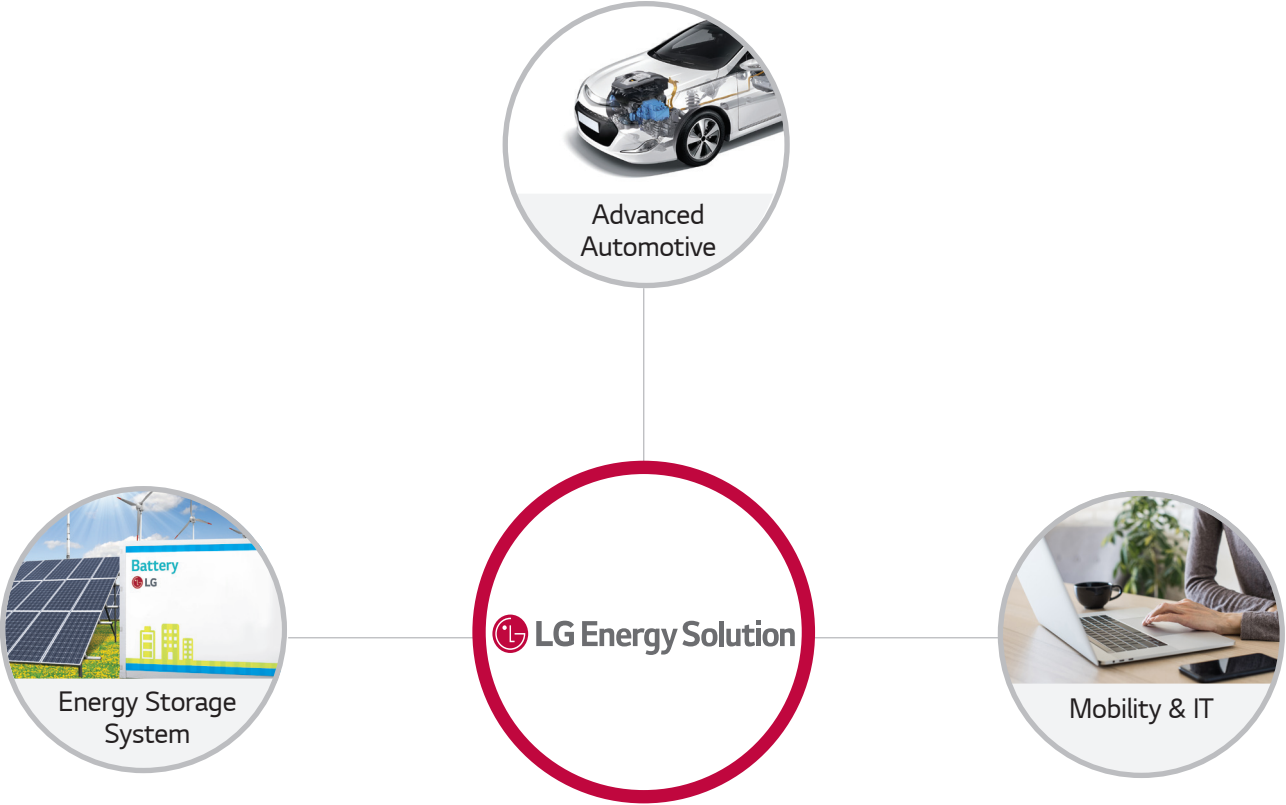 Advanced
Automotive
Battery
LG
Energy Storage
System
LG Energy Solution
Mobility & IT